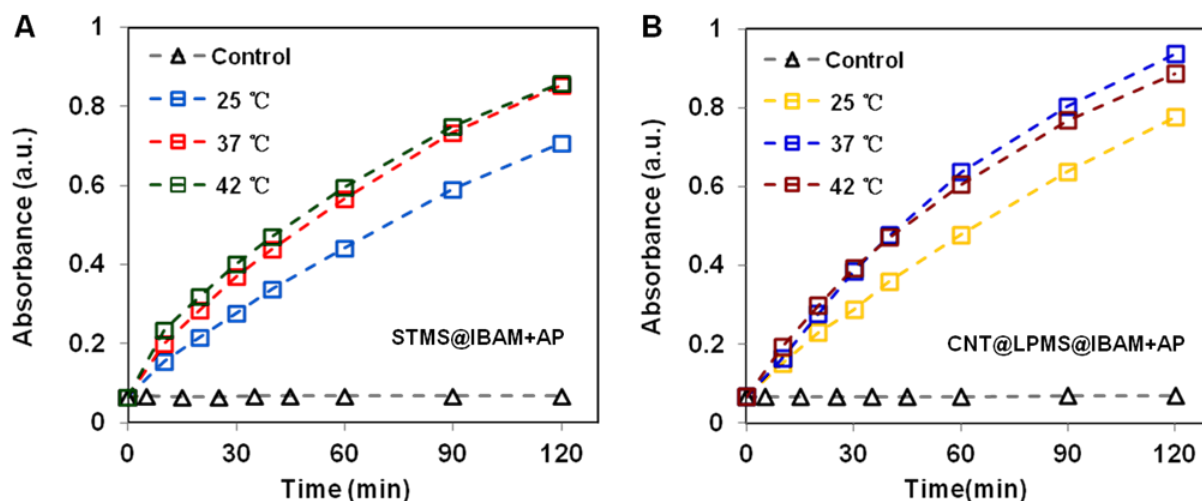 A
Absorbance (a.u.)
1
0.8
0.6
0.4
0.2
0
Control
25 ℃
37 ℃
42 ℃
STMS@IBAM+AP
0 30 60 90 120
Time(min)
B
Absorbance (a.u.)
1
0.8
0.6
0.4
0.2
0
Control
25 ℃
37 ℃
42 ℃
CNT@LPMS@IBAM+AP
0 30 60 90 120
Time(min)